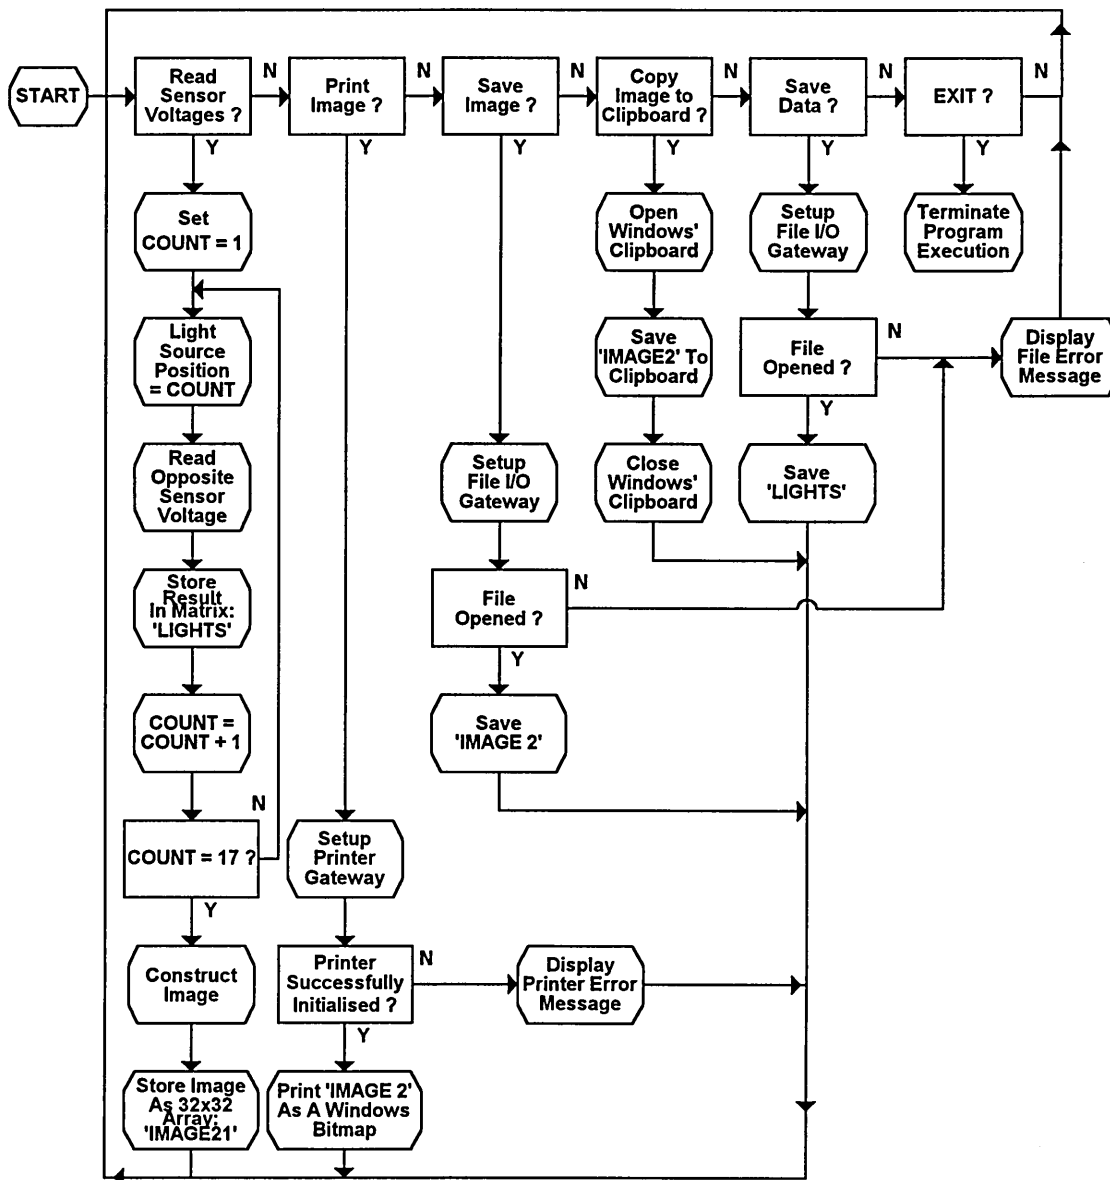 START
Read
Sensor
Voltages ?
N
Y
Print
Image ?
N
Y
Save
Image ?
N
Y
Copy
Image to
Clipboard ?
N
Y
Save
Data ?
N
Y
EXIT ?
N
Y
Set
COUNT = 1
Open
Windows'
Clipboard
Setup
File I/O
Gateway
Terminate
Program
Execution
Light
Source
Position
= COUNT
Save
'IMAGE2' To
Clipboard
File
Opened ?
N
Y
Display
File Error
Message
Read
Opposite
Sensor
Voltage
Setup
File I/O
Gateway
Close
Windows'
Clipboard
Save
'LIGHTS'
Store
Result
In Matrix:
'LIGHTS'
File
Opened ?
N
Y
COUNT =
COUNT + 1
Save
'IMAGE 2'
COUNT = 17 ?
N
Y
Setup
Printer
Gateway
Construct
Image
Printer
Successfully
Initialised ?
N
Y
Display
Printer Error
Message
Store Image
As 32x32
Array:
'IMAGE21'
Print 'IMAGE 2'
As A Windows
Bitmap